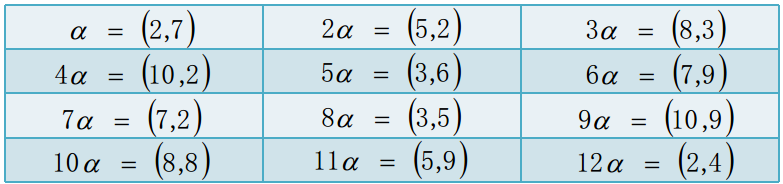 α = (2,7) 2α = (5,2) 3α = (8,3)
4α = (10,2) 5α = (3,6) 6α = (7,9)
7α = (7,2) 8α = (3,5) 9α = (10,9)
10α = (8,8) 11α = (5,9) 12α = (2,4)